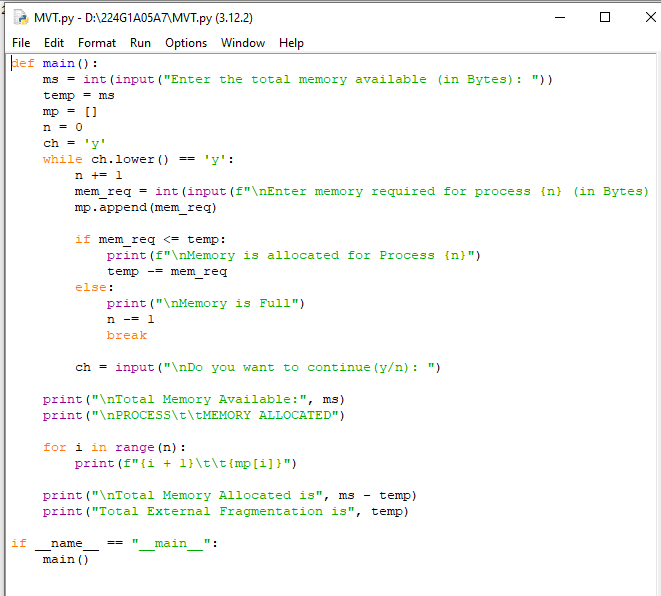 MVT.py - D:\224G1A05A7\MVT.py (3.12.2)
File Edit Format Run Options Window Help
def main():
    ms = int(input("Enter the total memory available (in Bytes): "))
    temp = ms
    mp = []
    n = 0
    ch = 'y'
    while ch.lower() == 'y':
        n += 1
        mem_req = int(input(f"\nEnter memory required for process {n} (in Bytes)
        mp.append(mem_req)

        if mem_req <= temp:
            print(f"\nMemory is allocated for Process {n}")
            temp -= mem_req
        else:
            print("\nMemory is Full")
            n -= 1
            break

        ch = input("\nDo you want to continue(y/n): ")

    print("\nTotal Memory Available:", ms)
    print("\nPROCESS\t\tMEMORY ALLOCATED")

    for i in range(n):
        print(f"{i + 1}\t\t{mp[i]}")

    print("\nTotal Memory Allocated is", ms - temp)
    print("Total External Fragmentation is", temp)

if __name__ == "__main__":
    main()